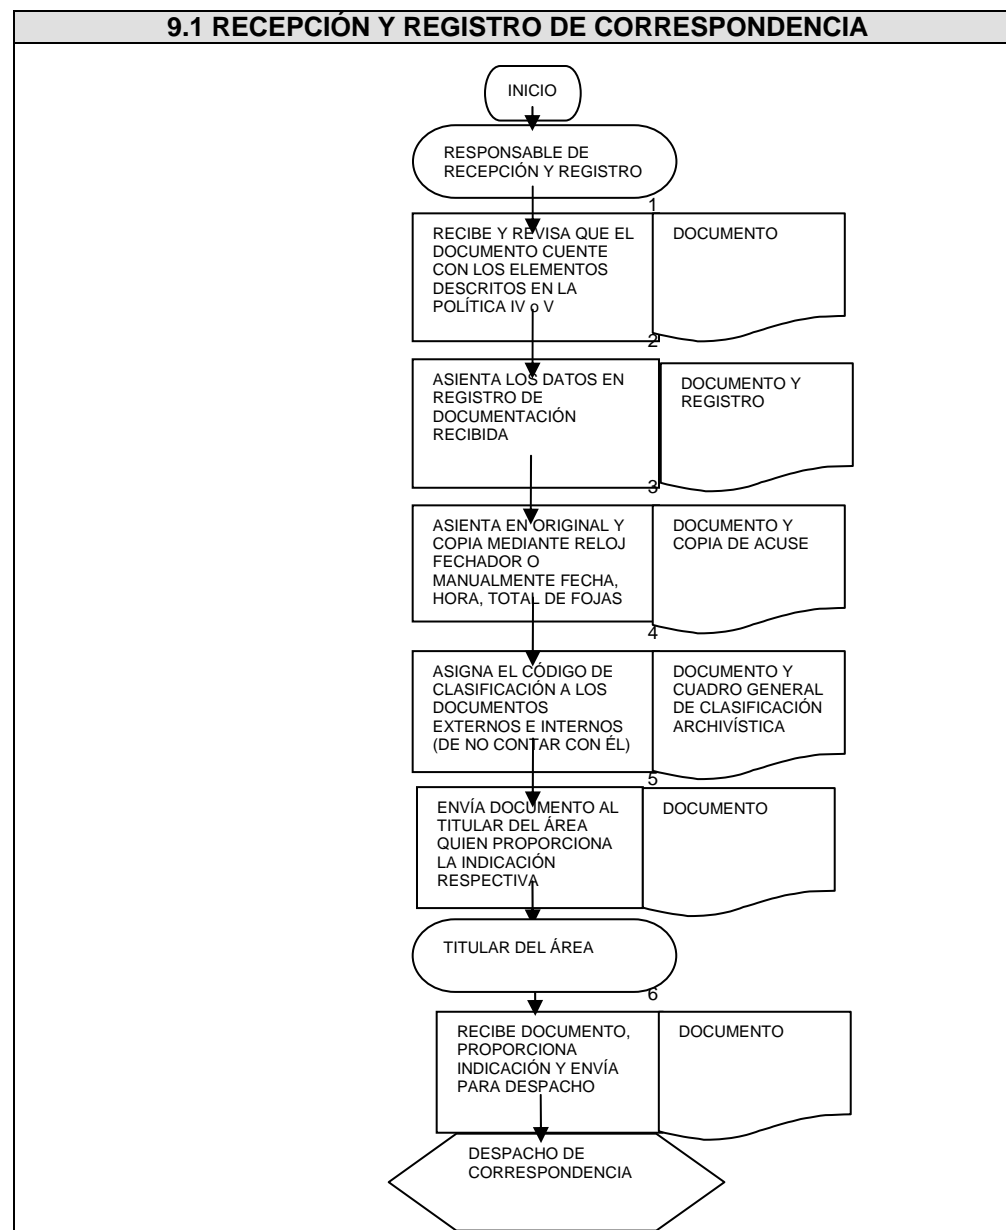 9.1 RECEPCIÓN Y REGISTRO DE CORRESPONDENCIA
INICIO
RESPONSABLE DE
RECEPCIÓN Y REGISTRO
1
RECIBE Y REVISA QUE EL
DOCUMENTO CUENTE
CON LOS ELEMENTOS
DESCRITOS EN LA
POLÍTICA IV o V
DOCUMENTO
2
ASIENTA LOS DATOS EN
REGISTRO DE
DOCUMENTACIÓN
RECIBIDA
DOCUMENTO Y
REGISTRO
3
ASIENTA EN ORIGINAL Y
COPIA MEDIANTE RELOJ
FECHADOR O
MANUALMENTE FECHA,
HORA, TOTAL DE FOJAS
DOCUMENTO Y
COPIA DE ACUSE
4
ASIGNA EL CÓDIGO DE
CLASIFICACIÓN A LOS
DOCUMENTOS
EXTERNOS E INTERNOS
(DE NO CONTAR CON ÉL)
DOCUMENTO Y
CUADRO GENERAL
DE CLASIFICACIÓN
ARCHIVÍSTICA
5
ENVÍA DOCUMENTO AL
TITULAR DEL ÁREA
QUIEN PROPORCIONA
LA INDICACIÓN
RESPECTIVA
DOCUMENTO
TITULAR DEL ÁREA
6
RECIBE DOCUMENTO,
PROPORCIONA
INDICACIÓN Y ENVÍA
PARA DESPACHO
DOCUMENTO
DESPACHO DE
CORRESPONDENCIA